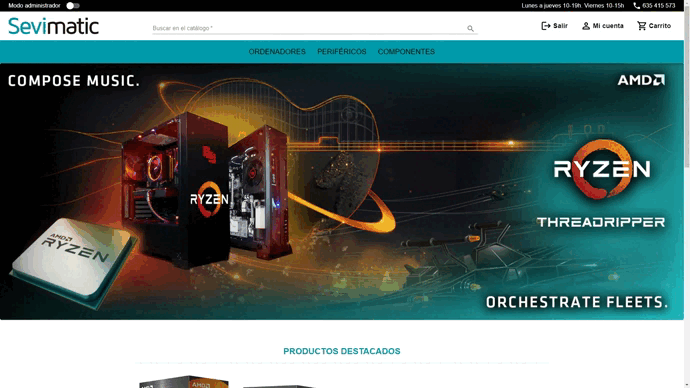 Modo administrador
Lunes a jueves 10-19h. Viernes 10-15h
635 415 573
Sevimatic
Buscar en el catálogo *
Salir
Mi cuenta
Carrito
ORDENADORES PERIFÉRICOS COMPONENTES
COMPOSE MUSIC.
AMD
RYZEN
RYZEN
THREADRIPPER
AMD
RYZEN
ORCHESTRATE FLEETS.
PRODUCTOS DESTACADOS
AMD